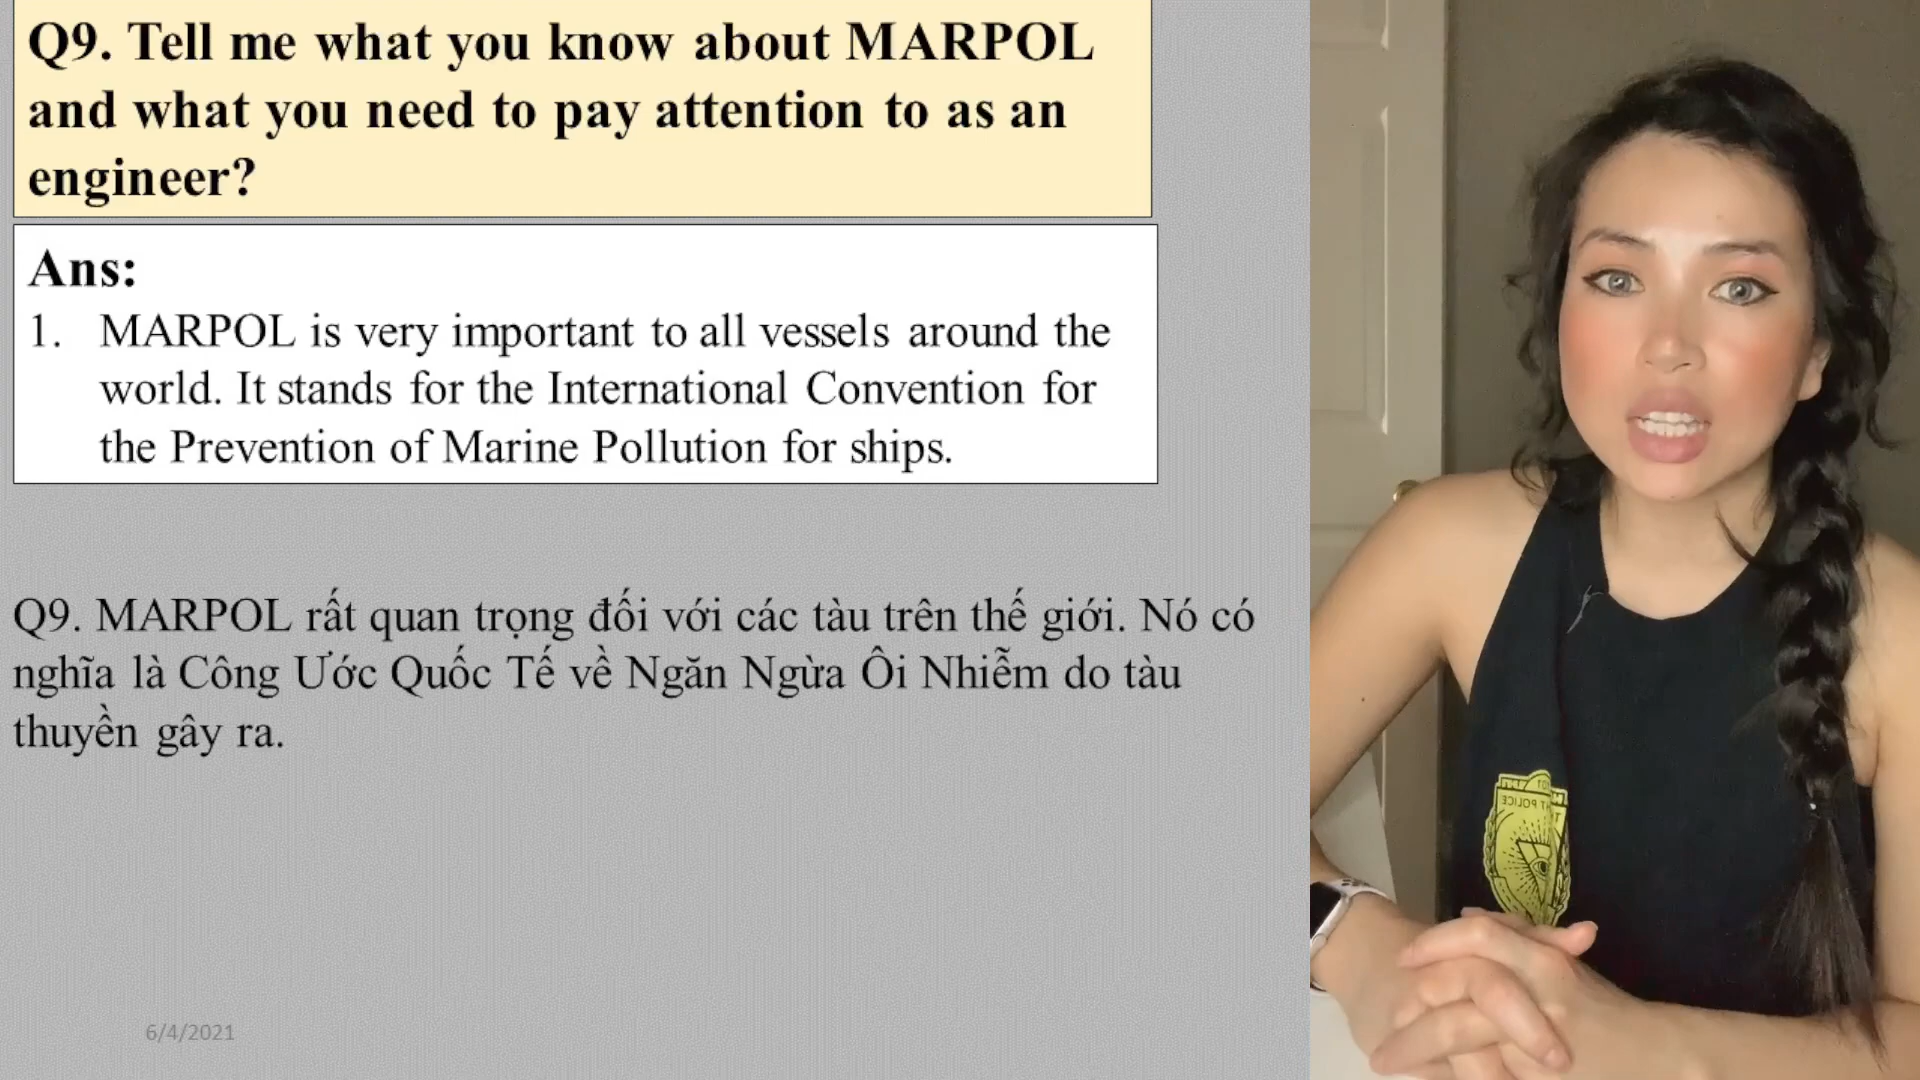 Q9. Tell me what you know about MARPOL
and what you need to pay attention to as an
engineer?
Ans:
1. MARPOL is very important to all vessels around the
world. It stands for the International Convention for
the Prevention of Marine Pollution for ships.
Q9. MARPOL rất quan trọng đối với các tàu trên thế giới. Nó có
nghĩa là Công Ước Quốc Tế về Ngăn Ngừa Ôi Nhiễm do tàu
thuyền gây ra.
6/4/2021
POLICE